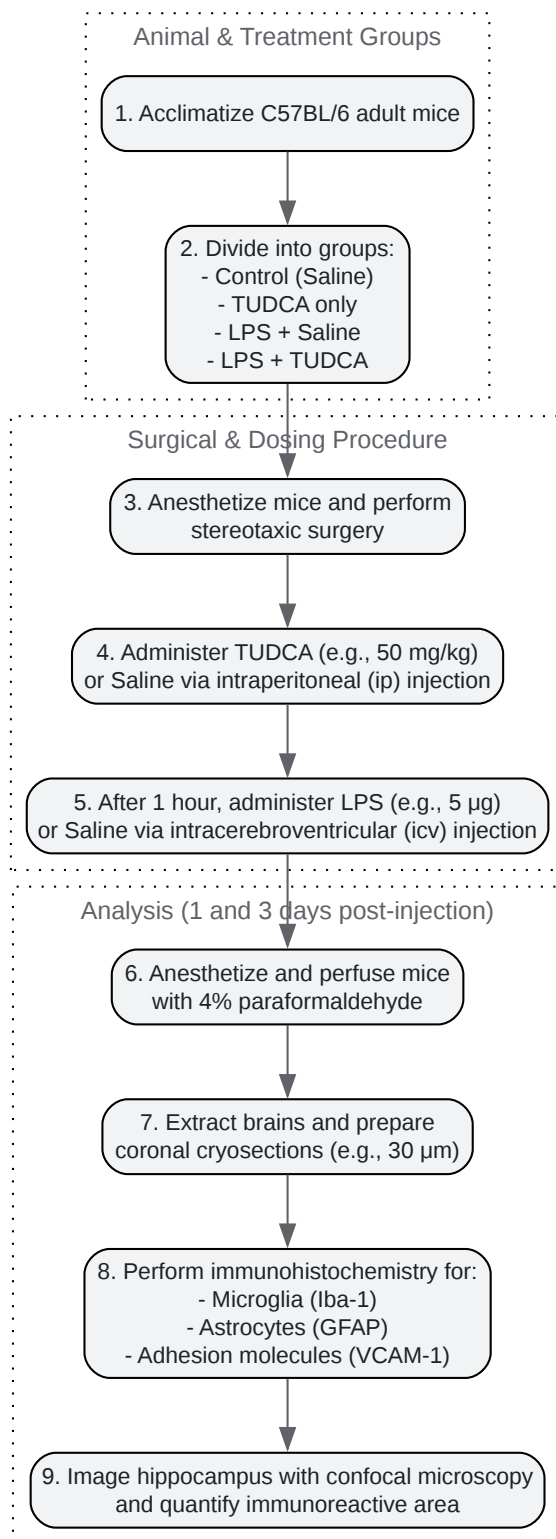 Animal & Treatment Groups
1. Acclimatize C57BL/6 adult mice
2. Divide into groups:
- Control (Saline)
- TUDCA only
- LPS + Saline
- LPS + TUDCA
Surgical & Dosing Procedure
3. Anesthetize mice and perform
stereotaxic surgery
4. Administer TUDCA (e.g., 50 mg/kg)
or Saline via intraperitoneal (ip) injection
5. After 1 hour, administer LPS (e.g., 5 μg)
or Saline via intracerebroventricular (icv) injection
Analysis (1 and 3 days post-injection)
6. Anesthetize and perfuse mice
with 4% paraformaldehyde
7. Extract brains and prepare
coronal cryosections (e.g., 30 μm)
8. Perform immunohistochemistry for:
- Microglia (Iba-1)
- Astrocytes (GFAP)
- Adhesion molecules (VCAM-1)
9. Image hippocampus with confocal microscopy
and quantify immunoreactive area